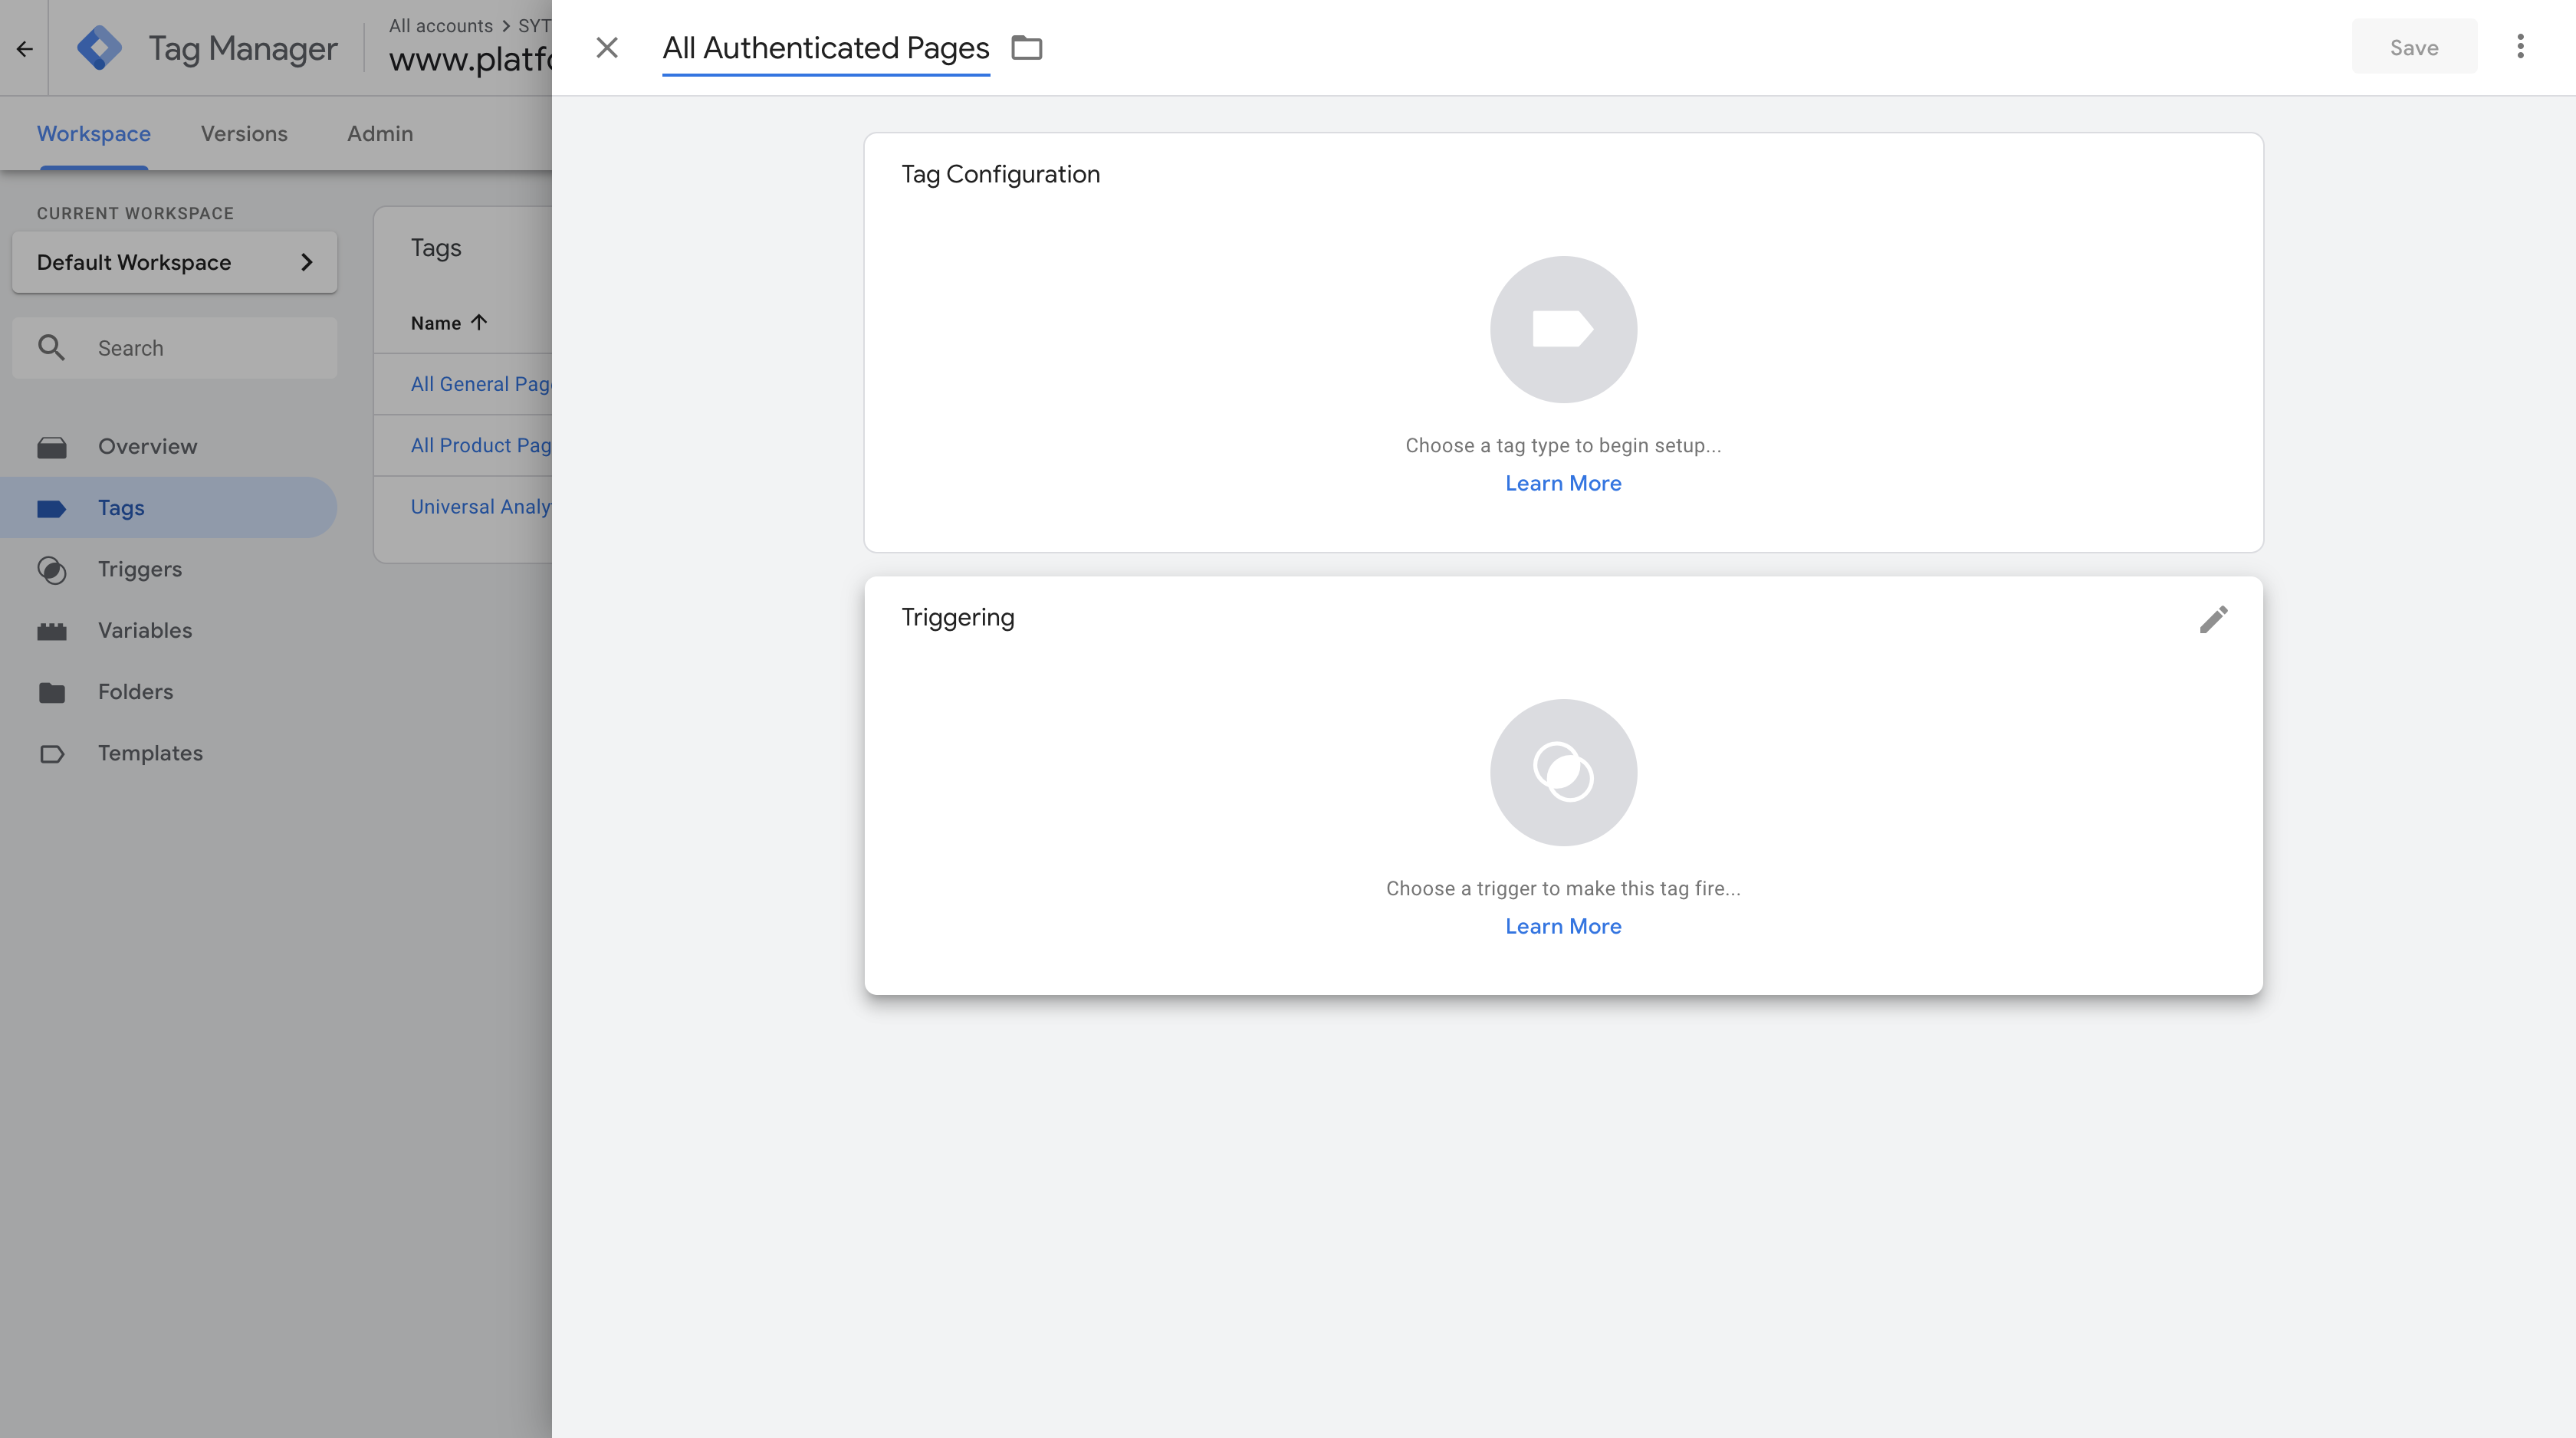 Tag Manager
All accounts > SYT
www.platfo
All Authenticated Pages
Save
Workspace
Versions
Admin
CURRENT WORKSPACE
Default Workspace
Search
Overview
Tags
Triggers
Variables
Folders
Templates
Tags
Name
All General Pag
All Product Pag
Universal Analy
Tag Configuration
Choose a tag type to begin setup...
Learn More
Triggering
Choose a trigger to make this tag fire...
Learn More